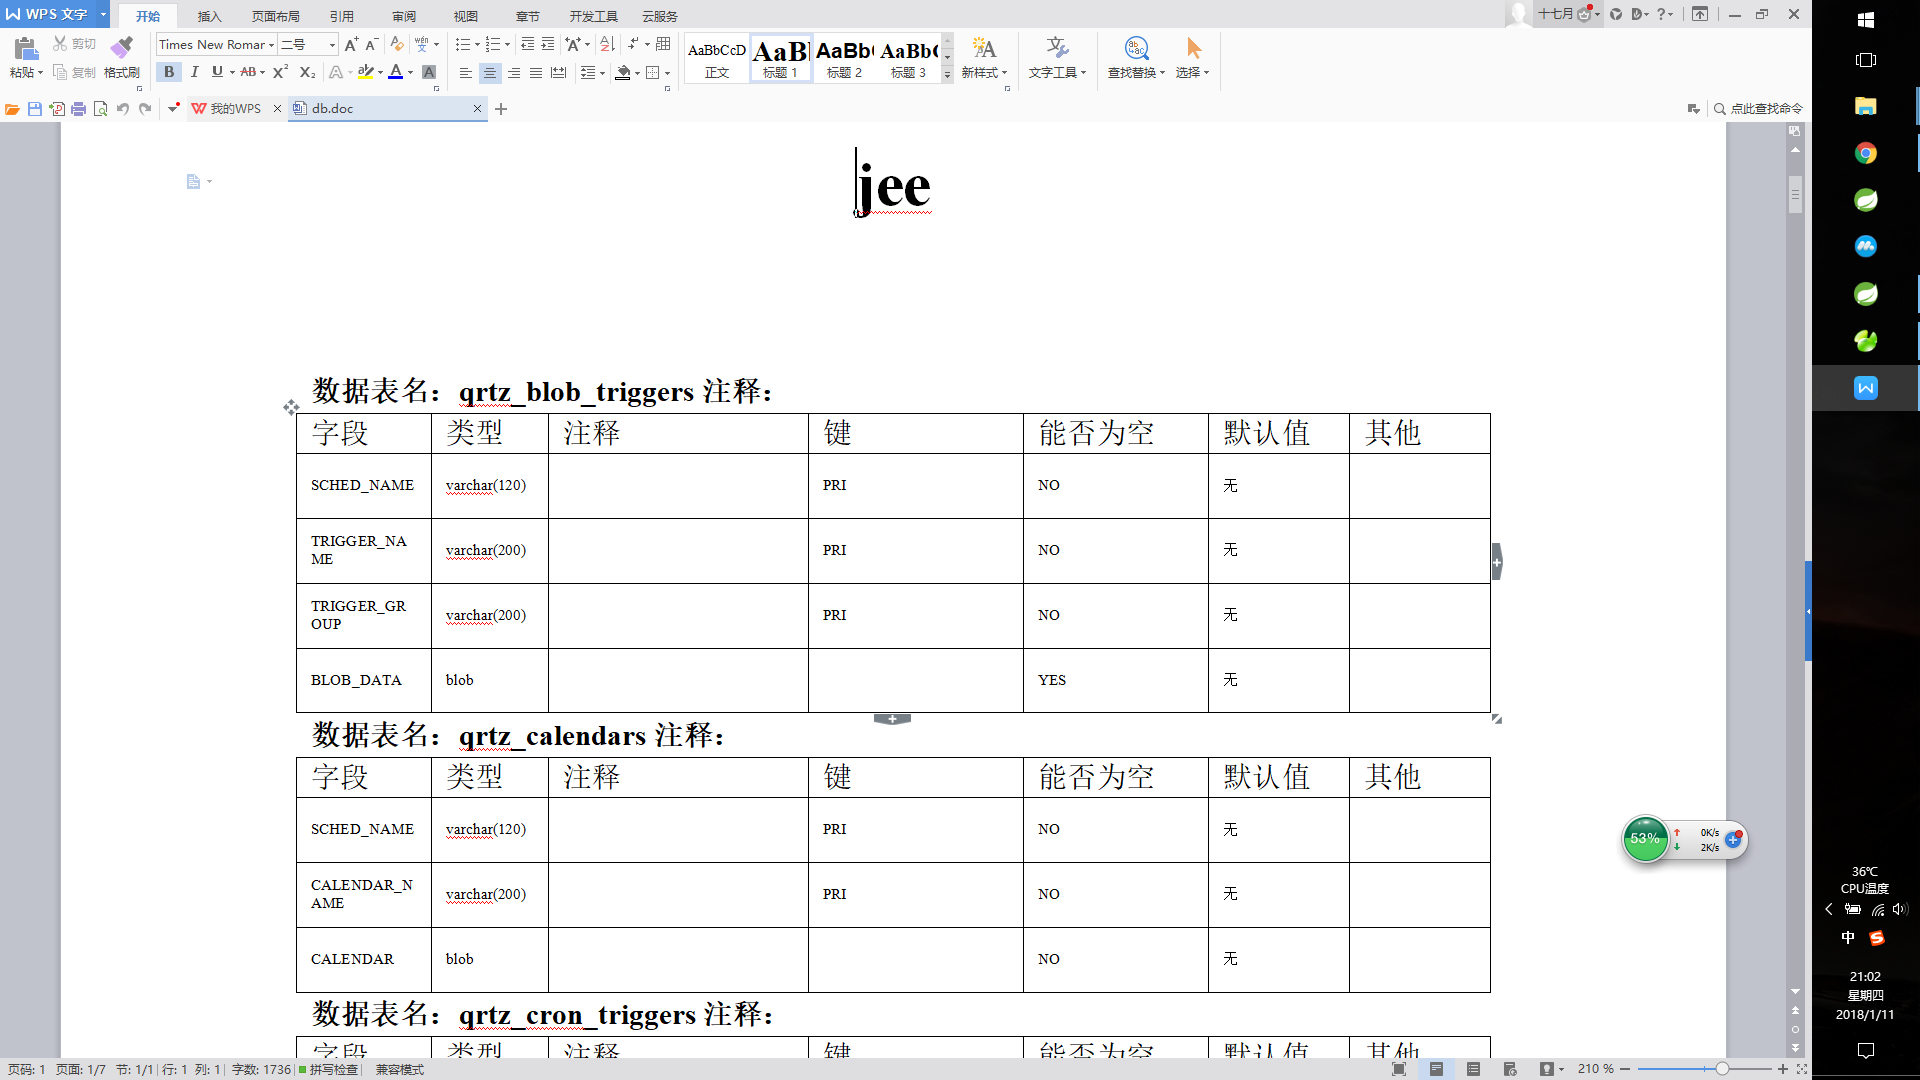 WPS 文字
开始 插入 页面布局 引用 审阅 视图 章节 开发工具 云服务
十七月
粘贴 剪切 复制 格式刷
Times New Romar 二号
AaBbCcD 正文
AaB 标题 1
AaBb 标题 2
AaBb 标题 3
新样式 文字工具 查找替换 选择
我的WPS db.doc 点此查找命令
jee
数据表名：qrtz_blob_triggers 注释：
字段 类型 注释 键 能否为空 默认值 其他
SCHED_NAME varchar(120) PRI NO 无
TRIGGER_NA
ME varchar(200) PRI NO 无
TRIGGER_GR
OUP varchar(200) PRI NO 无
BLOB_DATA blob YES 无
数据表名：qrtz_calendars 注释：
字段 类型 注释 键 能否为空 默认值 其他
SCHED_NAME varchar(120) PRI NO 无
CALENDAR_N
AME varchar(200) PRI NO 无
CALENDAR blob NO 无
数据表名：qrtz_cron_triggers 注释：
字段 类型 注释 键 能否为空 默认值 其他
53% 0K/s
2K/s
36℃
CPU温度
中
21:02
星期四
2018/1/11
页码: 1 页面: 1/7 节: 1/1 行: 1 列: 1 字数: 1736 拼写检查 兼容模式 210 %